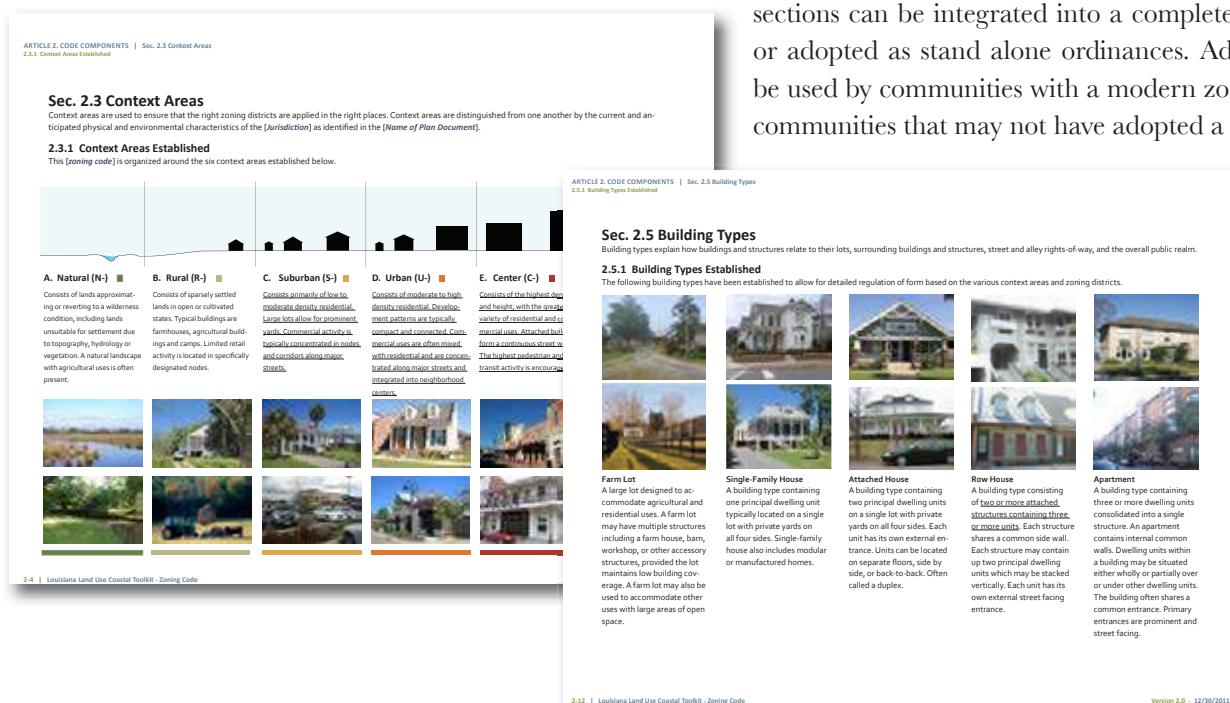 sections can be integrated into a complete
or adopted as stand alone ordinances. Ad
be used by communities with a modern zo
communities that may not have adopted a
ARTICLE 2. CODE COMPONENTS | Sec. 2.3 Context Areas
2.3.1 Context Areas Established
Sec. 2.3 Context Areas
Context areas are used to ensure that the right zoning districts are applied in the right places. Context areas are distinguished from one another by the current and an-
ticipated physical and environmental characteristics of the [Jurisdiction] as identified in the [Name of Plan Document].
2.3.1 Context Areas Established
This [zoning code] is organized around the six context areas established below.
A. Natural (N-)
Consists of lands approximat-
ing or reverting to a wilderness
condition, including lands
unsuitable for settlement due
to topography, hydrology or
vegetation. A natural landscape
with agricultural uses is often
present.
B. Rural (R-)
Consists of sparsely settled
lands in open or cultivated
states. Typical buildings are
farmhouses, agricultural build-
ings and camps. Limited retail
activity is located in specifically
designated nodes.
C. Suburban (S-)
Consists primarily of low to
moderate density residential.
Large lots allow for prominent
yards. Commercial activity is
typically concentrated in nodes
and corridors along major
streets.
D. Urban (U-)
Consists of moderate to high
density residential. Develop-
ment patterns are typically
compact and connected. Com-
mercial uses are often mixed
with residential and are concen-
trated along major streets and
integrated into neighborhood
centers.
E. Center (C-)
Consists of the highest den
and height, with the greate
variety of residential and co
mercial uses. Attached buil
form a continuous street w
The highest pedestrian and
transit activity is encourage
2-4 | Louisiana Land Use Coastal Toolkit - Zoning Code
ARTICLE 2. CODE COMPONENTS | Sec. 2.5 Building Types
2.5.1 Building Types Established
Sec. 2.5 Building Types
Building types explain how buildings and structures relate to their lots, surrounding buildings and structures, street and alley rights-of-way, and the overall public realm.
2.5.1 Building Types Established
The following building types have been established to allow for detailed regulation of form based on the various context areas and zoning districts.
Farm Lot
A large lot designed to ac-
commodate agricultural and
residential uses. A farm lot
may have multiple structures
including a farm house, barn,
workshop, or other accessory
structures, provided the lot
maintains low building cov-
erage. A farm lot may also be
used to accommodate other
uses with large areas of open
space.
Single-Family House
A building type containing
one principal dwelling unit
typically located on a single
lot with private yards on
all four sides. Single-family
house also includes modular
or manufactured homes.
Attached House
A building type containing
two principal dwelling units
on a single lot with private
yards on all four sides. Each
unit has its own external en-
trance. Units can be located
on separate floors, side by
side, or back-to-back. Often
called a duplex.
Row House
A building type consisting
of two or more attached
structures containing three
or more units. Each structure
shares a common side wall.
Each structure may contain
up two principal dwelling
units which may be stacked
vertically. Each unit has its
own external street facing
entrance.
Apartment
A building type containing
three or more dwelling units
consolidated into a single
structure. An apartment
contains internal common
walls. Dwelling units within
a building may be situated
either wholly or partially over
or under other dwelling units.
The building often shares a
common entrance. Primary
entrances are prominent and
street facing.
2-12 | Louisiana Land Use Coastal Toolkit - Zoning Code
Version 2.0 - 12/30/2011